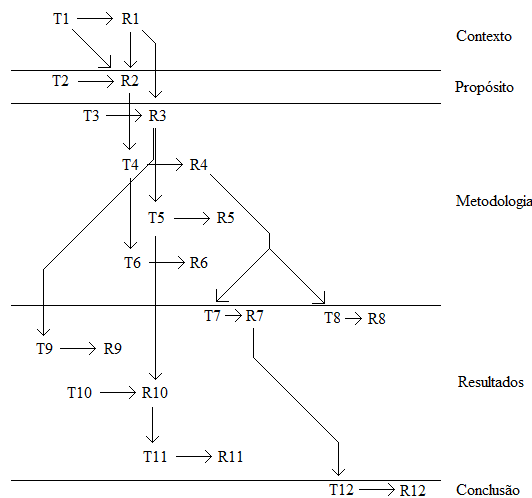 T1 R1
Contexto
T2 R2
Propósito
T3 R3
T4 R4
Metodologia
T5 R5
T6 R6
T7 R7
T8 R8
T9 R9
Resultados
T10 R10
T11 R11
T12 R12
Conclusão